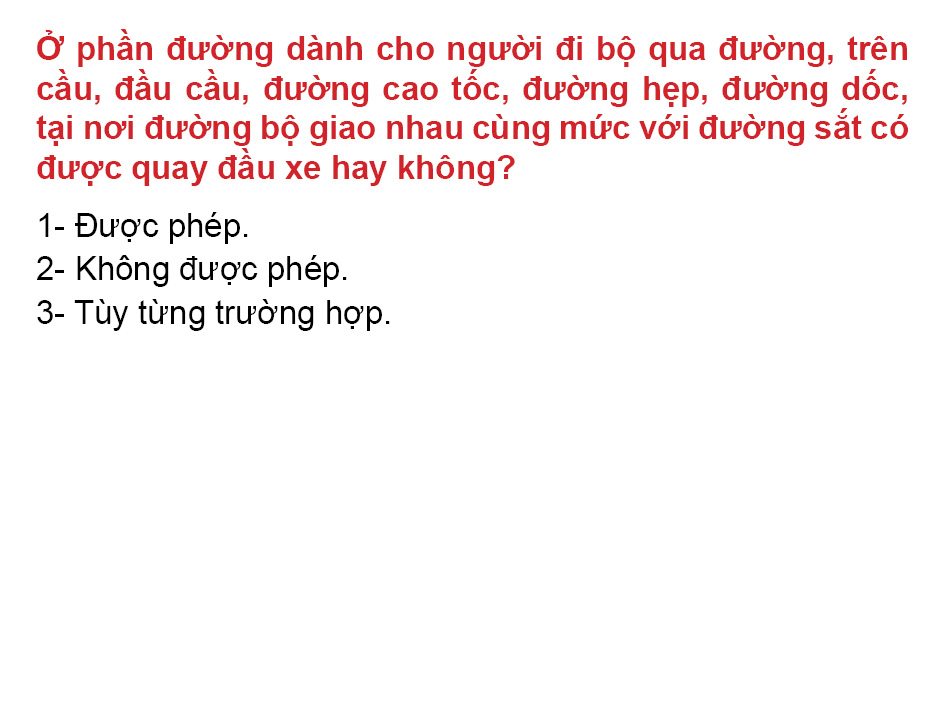 Ở phần đường dành cho người đi bộ qua đường, trên
cầu, đầu cầu, đường cao tốc, đường hẹp, đường dốc,
tại nơi đường bộ giao nhau cùng mức với đường sắt có
được quay đầu xe hay không?
1- Được phép.
2- Không được phép.
3- Tùy từng trường hợp.